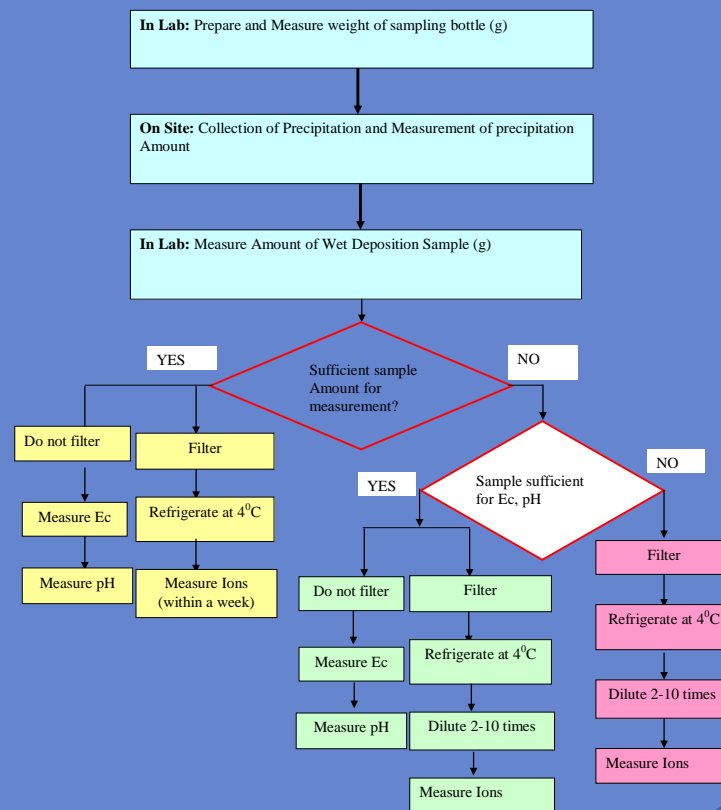 In Lab: Prepare and Measure weight of sampling bottle (g)
On Site: Collection of Precipitation and Measurement of precipitation
Amount
In Lab: Measure Amount of Wet Deposition Sample (g)
YES
NO
Sufficient sample
Amount for
measurement?
Do not filter
Filter
Measure Ec
Refrigerate at 4⁰C
Measure pH
Measure Ions
(within a week)
YES
NO
Sample sufficient
for Ec, pH
Do not filter
Filter
Measure Ec
Refrigerate at 4⁰C
Measure pH
Dilute 2-10 times
Measure Ions
Filter
Refrigerate at 4⁰C
Dilute 2-10 times
Measure Ions